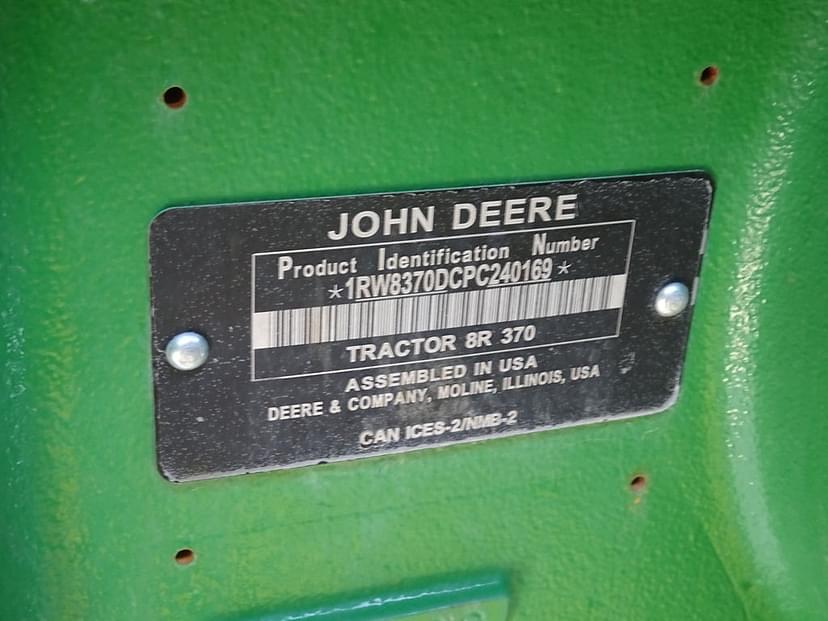 JOHN DEERE
Product Identification Number
*1RW8370DCPC240169*
TRACTOR 8R 370
ASSEMBLED IN USA
DEERE & COMPANY, MOLINE, ILLINOIS, USA
CAN ICES-2/NMB-2